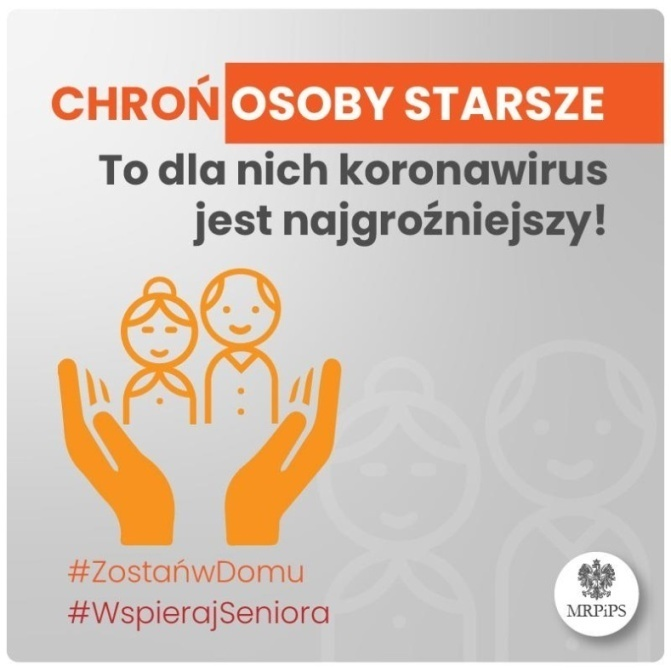 CHROŃ OSOBY STARSZE
To dla nich koronawirus
jest najgroźniejszy!
#ZostańwDomu
#WspierajSeniora
MRPiPS